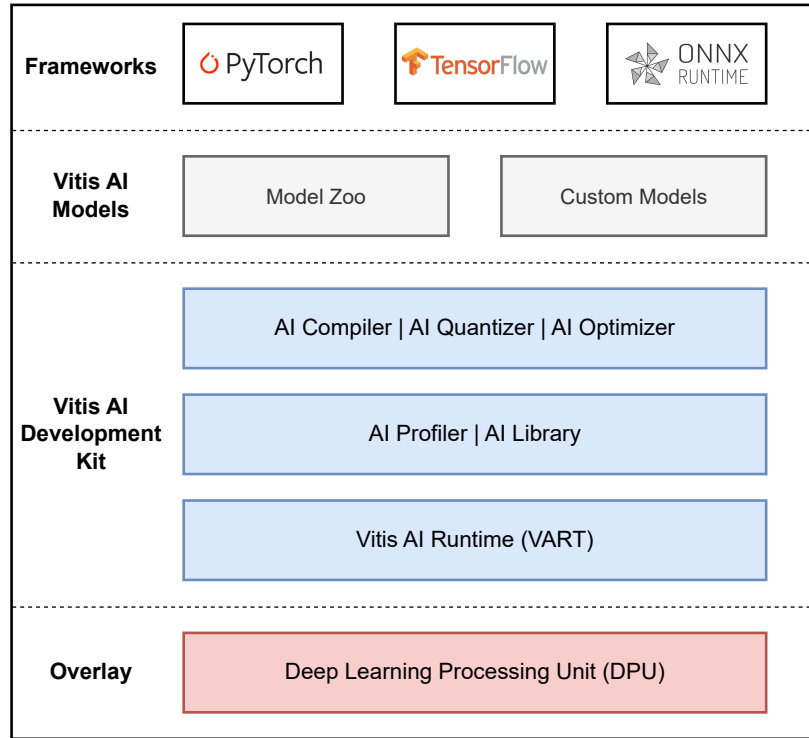 Frameworks
PyTorch
TensorFlow
ONNX
RUNTIME
Vitis AI
Models
Model Zoo
Custom Models
Vitis AI
Development
Kit
AI Compiler | AI Quantizer | AI Optimizer
AI Profiler | AI Library
Vitis AI Runtime (VART)
Overlay
Deep Learning Processing Unit (DPU)